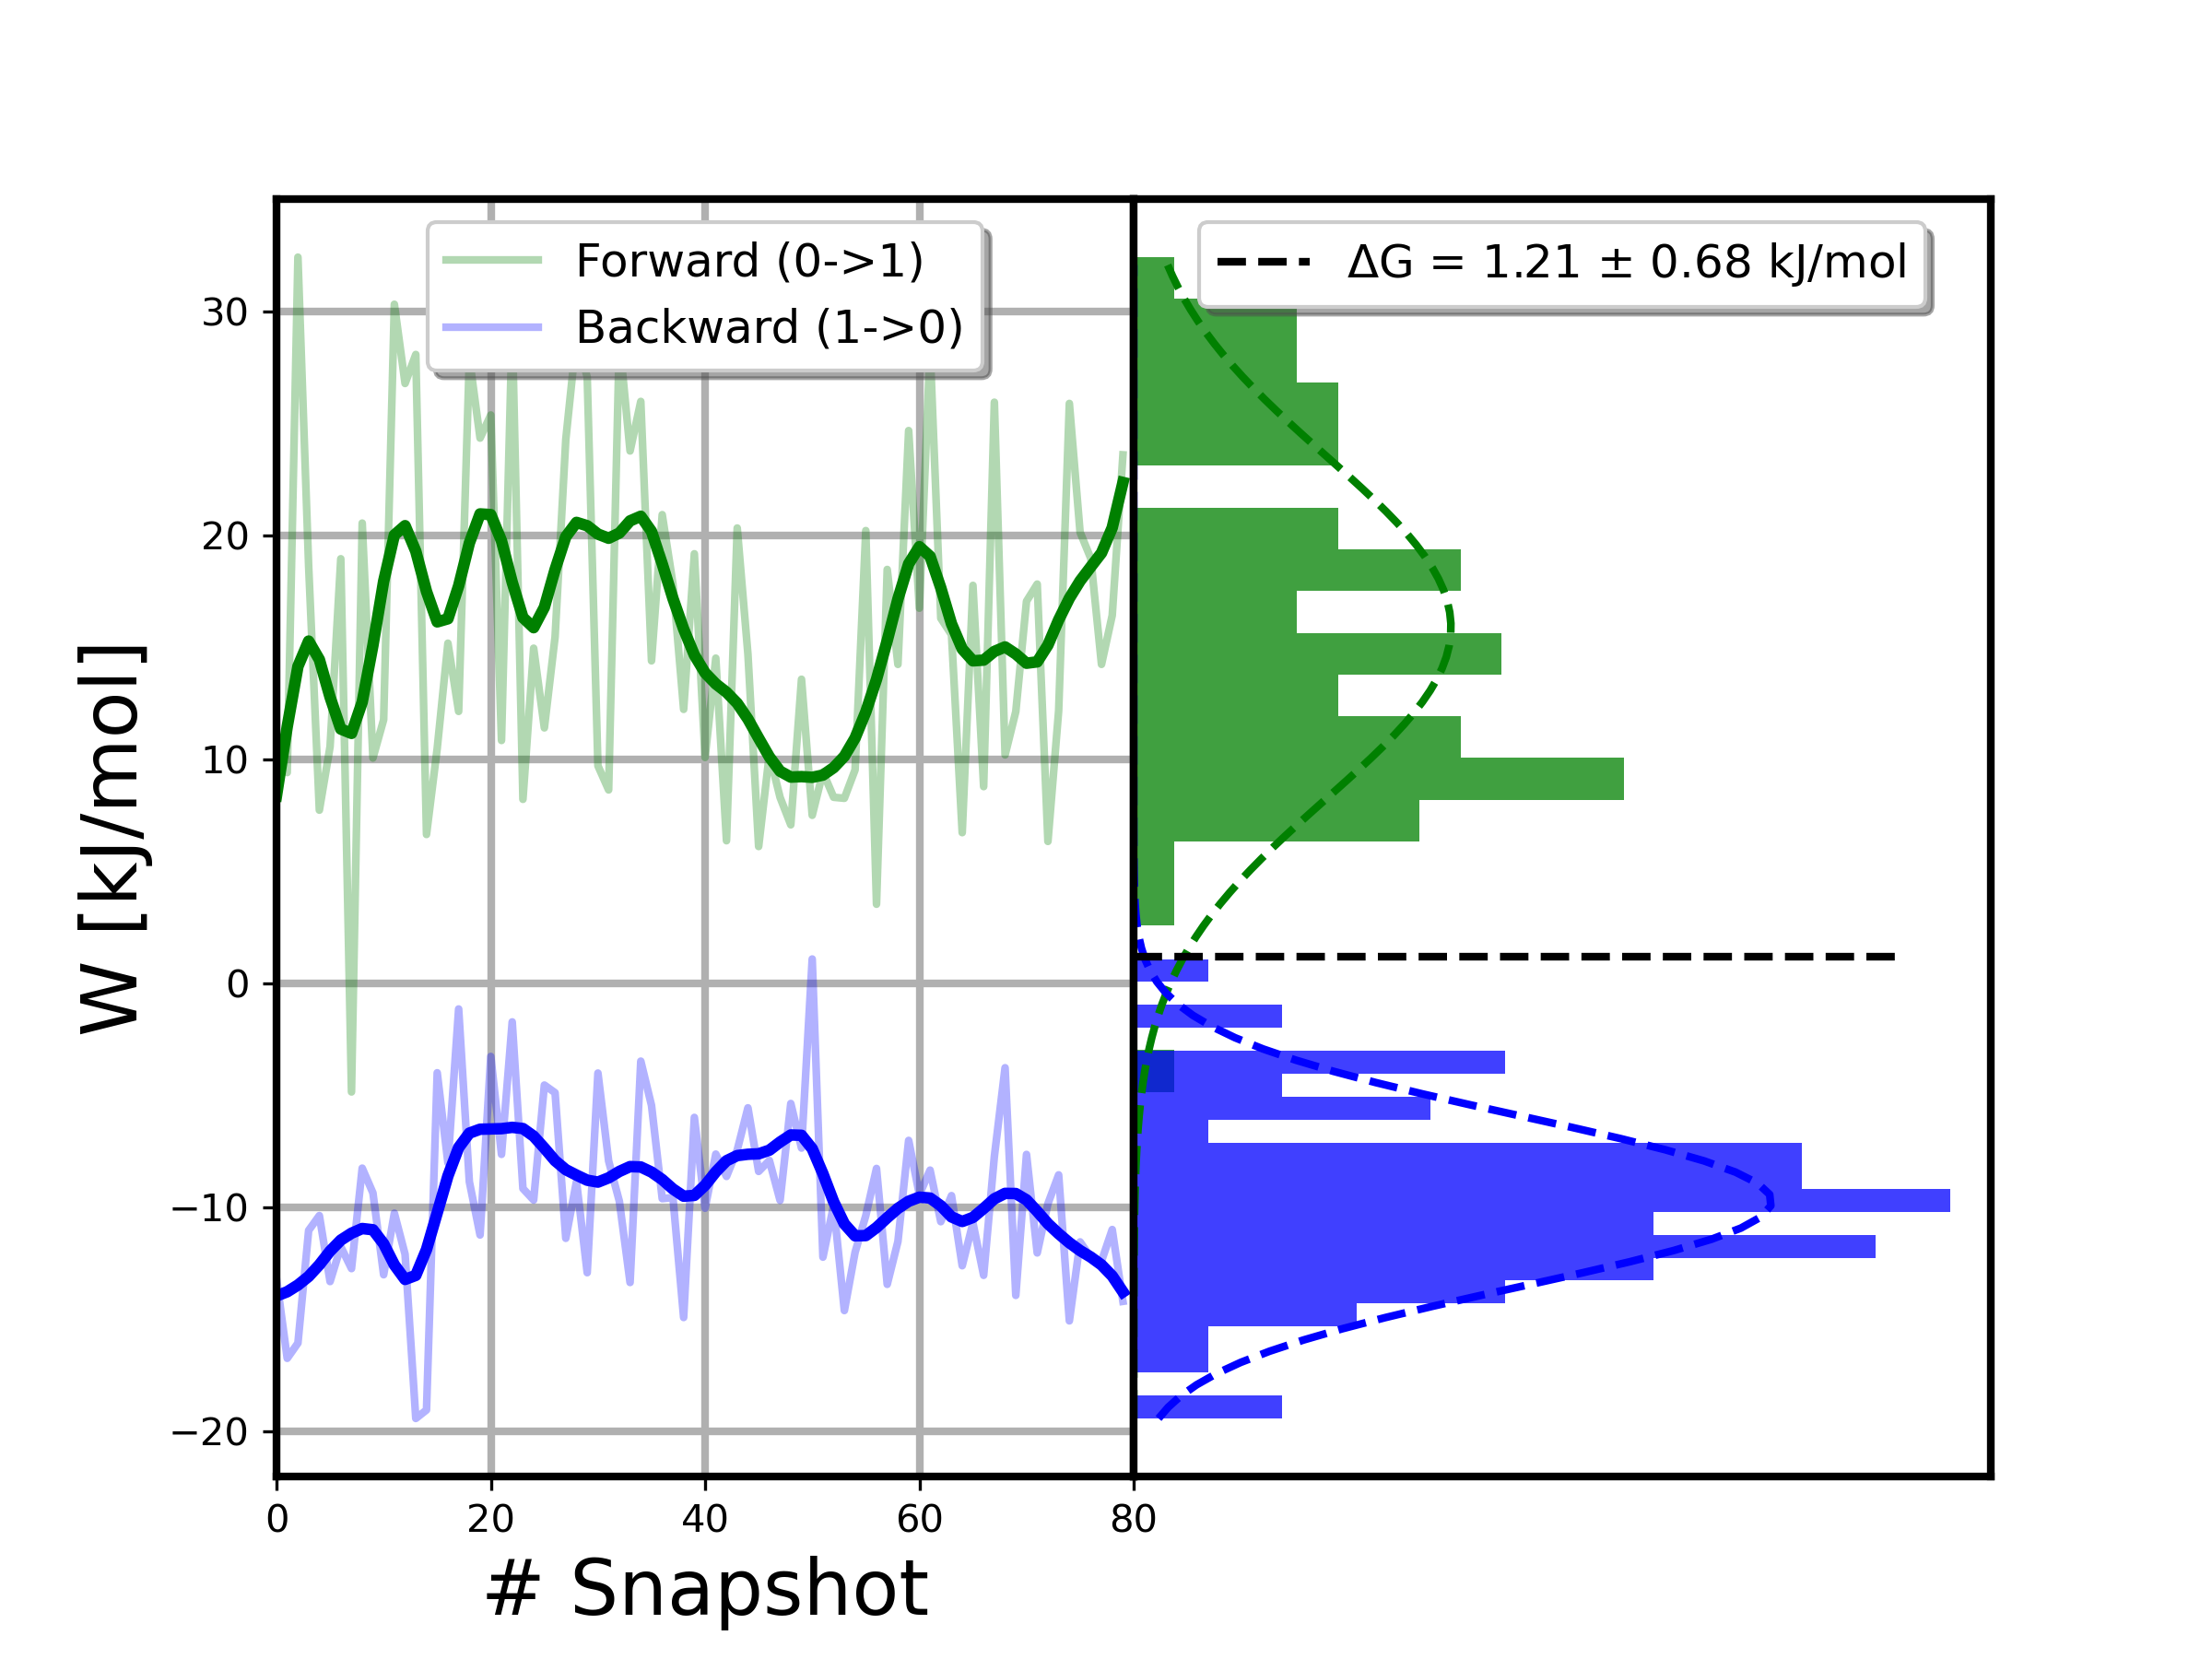 Forward (0->1)
Backward (1->0)
ΔG = 1.21 ± 0.68 kJ/mol
W [kJ/mol]
30
20
10
0
−10
−20
0
20
40
60
80
# Snapshot